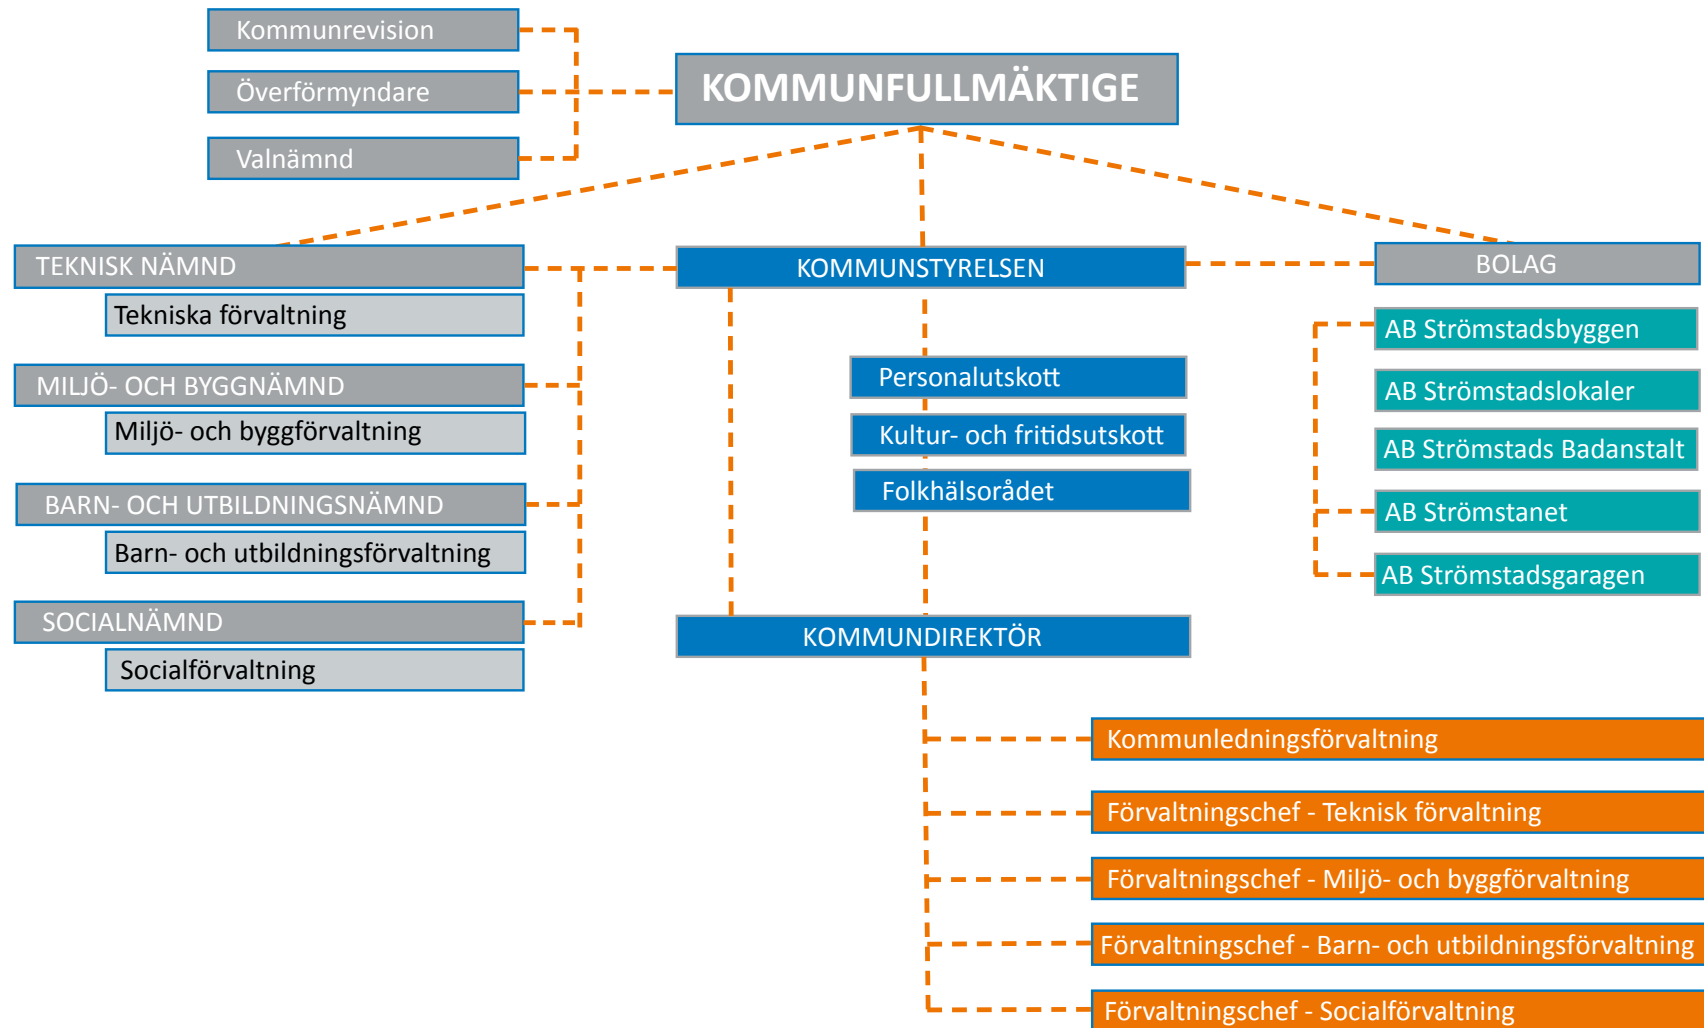 Kommunrevision
Överförmyndare
Valnämnd
KOMMUNFULLMÄKTIGE
TEKNISK NÄMND
Tekniska förvaltning
MILJÖ- OCH BYGGNÄMND
Miljö- och byggförvaltning
BARN- OCH UTBILDNINGSNÄMND
Barn- och utbildningsförvaltning
SOCIALNÄMND
Socialförvaltning
KOMMUNSTYRELSEN
Personalutskott
Kultur- och fritidsutskott
Folkhälsorådet
KOMMUNDIREKTÖR
BOLAG
AB Strömstadsbyggen
AB Strömstadslokaler
AB Strömstads Badanstalt
AB Strömstanet
AB Strömstadsgaragen
Kommunledningsförvaltning
Förvaltningschef - Teknisk förvaltning
Förvaltningschef - Miljö- och byggförvaltning
Förvaltningschef - Barn- och utbildningsförvaltning
Förvaltningschef - Socialförvaltning